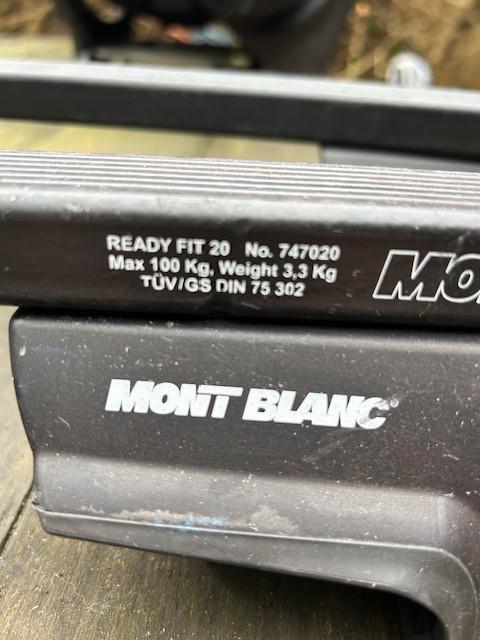 READY FIT 20 No. 747020
Max 100 Kg, Weight 3,3 Kg
TÜV/GS DIN 75 302
MO
MONT BLANC®